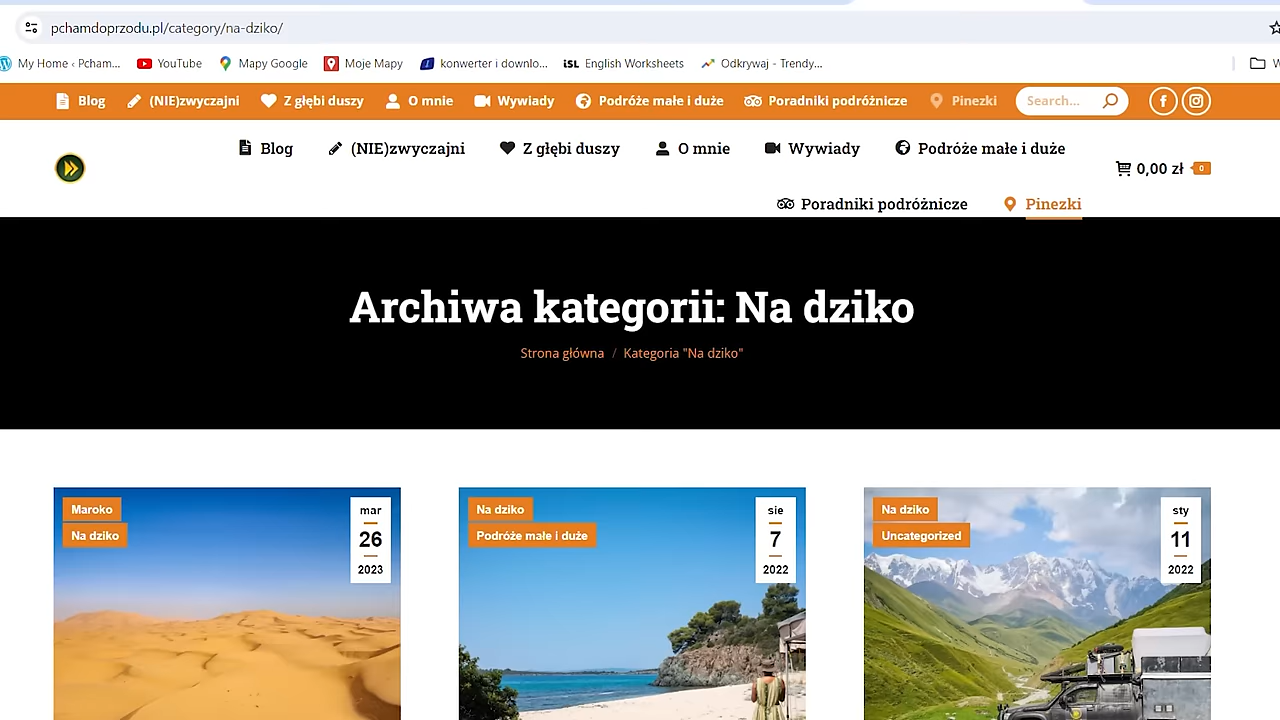 pchamdoprzodu.pl/category/na-dziko/
My Home ‹ Pcham... YouTube Mapy Google Moje Mapy konwerter i downlo... iSL English Worksheets Odkrywaj - Trendy...
Blog (NIE)zwyczajni Z głębi duszy O mnie Wywiady Podróże małe i duże Poradniki podróżnicze Pinezki Search...
Blog (NIE)zwyczajni Z głębi duszy O mnie Wywiady Podróże małe i duże
0,00 zł 0
Poradniki podróżnicze Pinezki
Archiwa kategorii: Na dziko
Strona główna / Kategoria "Na dziko"
Maroko
Na dziko
mar
26
2023
Na dziko
Podróże małe i duże
sie
7
2022
Na dziko
Uncategorized
sty
11
2022